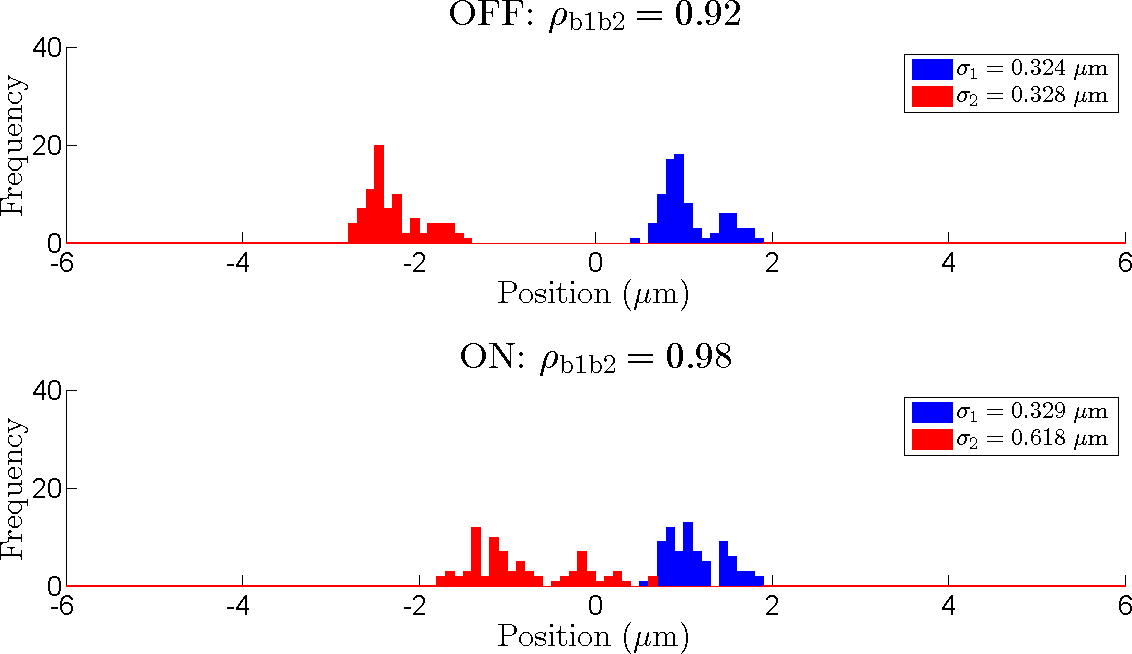 OFF: ρb1b2 = 0.92
40
20
0
Frequency
σ1 = 0.324 μm
σ2 = 0.328 μm
-6 -4 -2 0 2 4 6
Position (μm)
ON: ρb1b2 = 0.98
40
20
0
Frequency
σ1 = 0.329 μm
σ2 = 0.618 μm
-6 -4 -2 0 2 4 6
Position (μm)